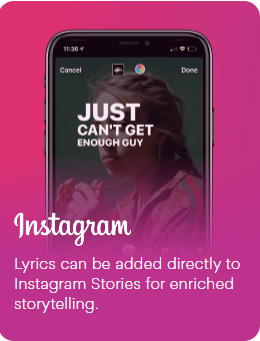 11:36
Cancel
Done
JUST
CAN'T GET
ENOUGH GUY
Instagram
Lyrics can be added directly to
Instagram Stories for enriched
storytelling.